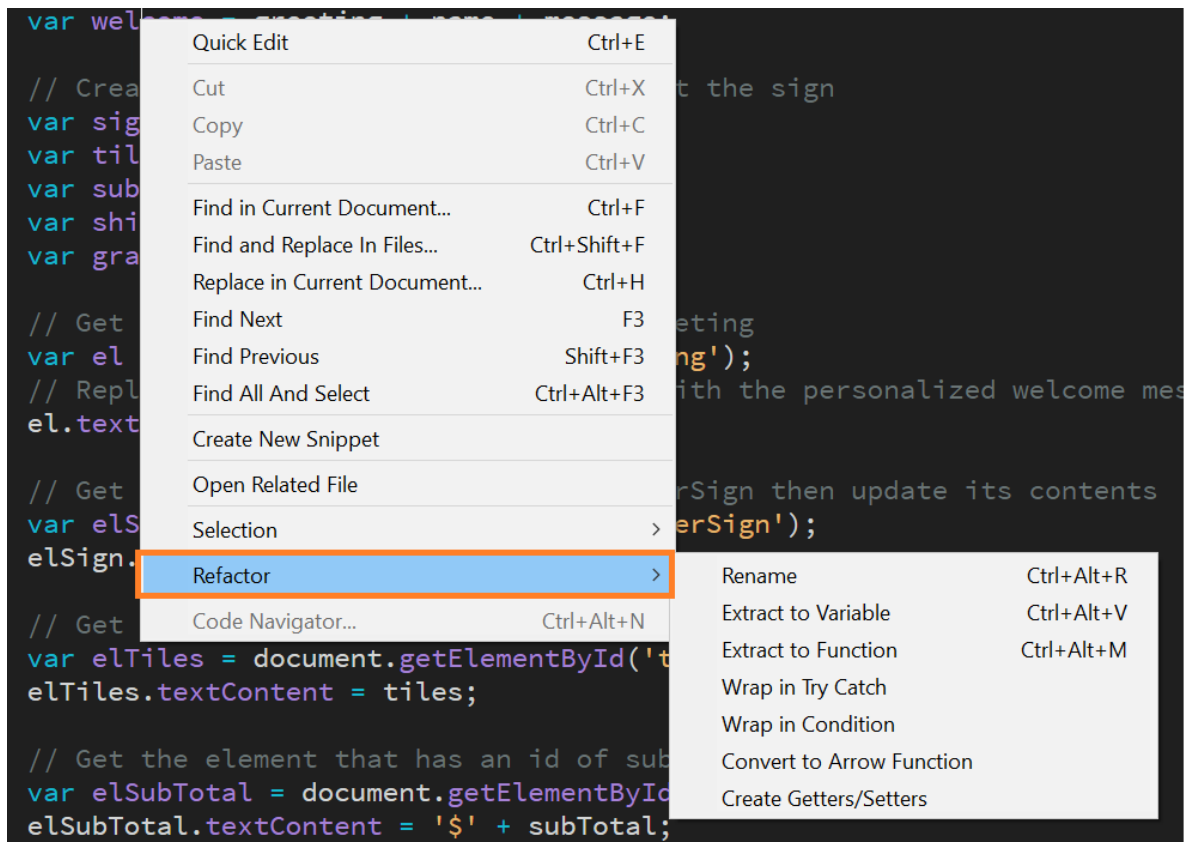 var welcome = greeting + name + message;
// Crea t the sign
var sig
var til
var sub
var shi
var gra
// Get eting
var el ng');
// Repl ith the personalized welcome mes
el.text
// Get rSign then update its contents
var elS erSign');
elSign.
// Get
var elTiles = document.getElementById('t
elTiles.textContent = tiles;
// Get the element that has an id of sub
var elSubTotal = document.getElementById
elSubTotal.textContent = '$' + subTotal;
Quick Edit Ctrl+E
Cut Ctrl+X
Copy Ctrl+C
Paste Ctrl+V
Find in Current Document... Ctrl+F
Find and Replace In Files... Ctrl+Shift+F
Replace in Current Document... Ctrl+H
Find Next F3
Find Previous Shift+F3
Find All And Select Ctrl+Alt+F3
Create New Snippet
Open Related File
Selection >
Refactor >
Code Navigator... Ctrl+Alt+N
Rename Ctrl+Alt+R
Extract to Variable Ctrl+Alt+V
Extract to Function Ctrl+Alt+M
Wrap in Try Catch
Wrap in Condition
Convert to Arrow Function
Create Getters/Setters